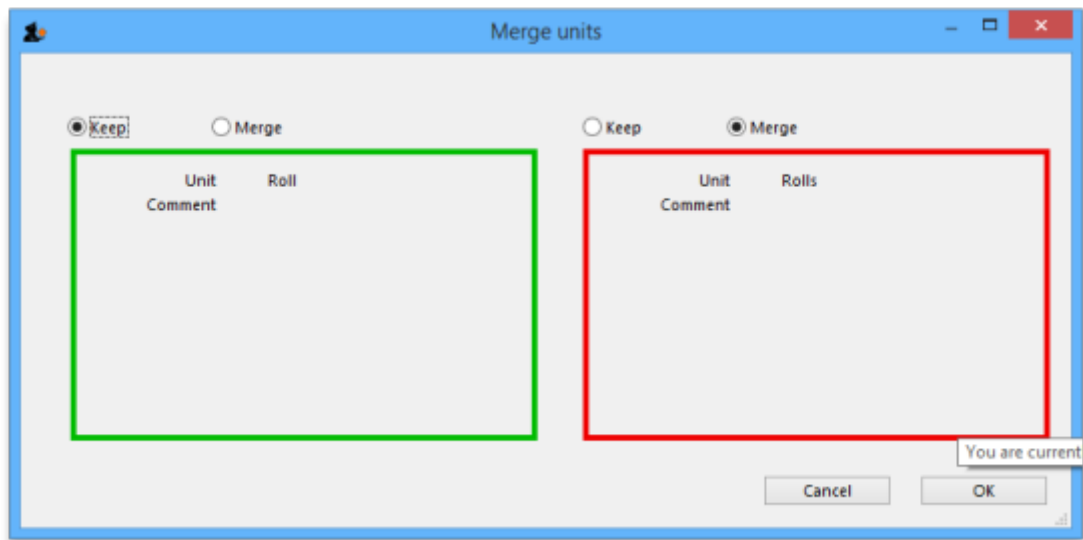 Merge units
Keep Merge Keep Merge
Unit Roll
Comment
Unit Rolls
Comment
You are current
Cancel OK